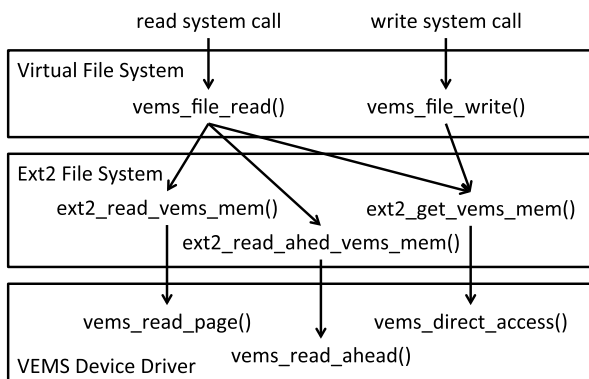 read system call
write system call
Virtual File System
vems_file_read()
vems_file_write()
Ext2 File System
ext2_read_vems_mem()
ext2_get_vems_mem()
ext2_read_ahed_vems_mem()
vems_read_page()
vems_direct_access()
vems_read_ahead()
VEMS Device Driver